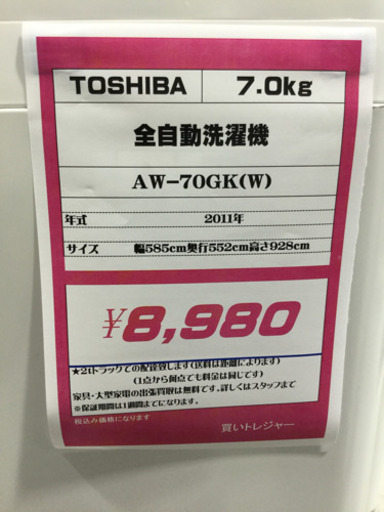 TOSHIBA 7.0kg
全自動洗濯機
AW-70GK(W)
年式 2011年
サイズ 幅585cm奥行552cm高さ928cm
¥8,980
★2tトラックでの配達致します(送料は距離によります)
(1点から何点でも料金は同じです)
家具・大型家電の出張買取は無料です。詳しくはスタッフまで
※保証期間は1週間までになります。
税込み価格になります
買いトレジャー